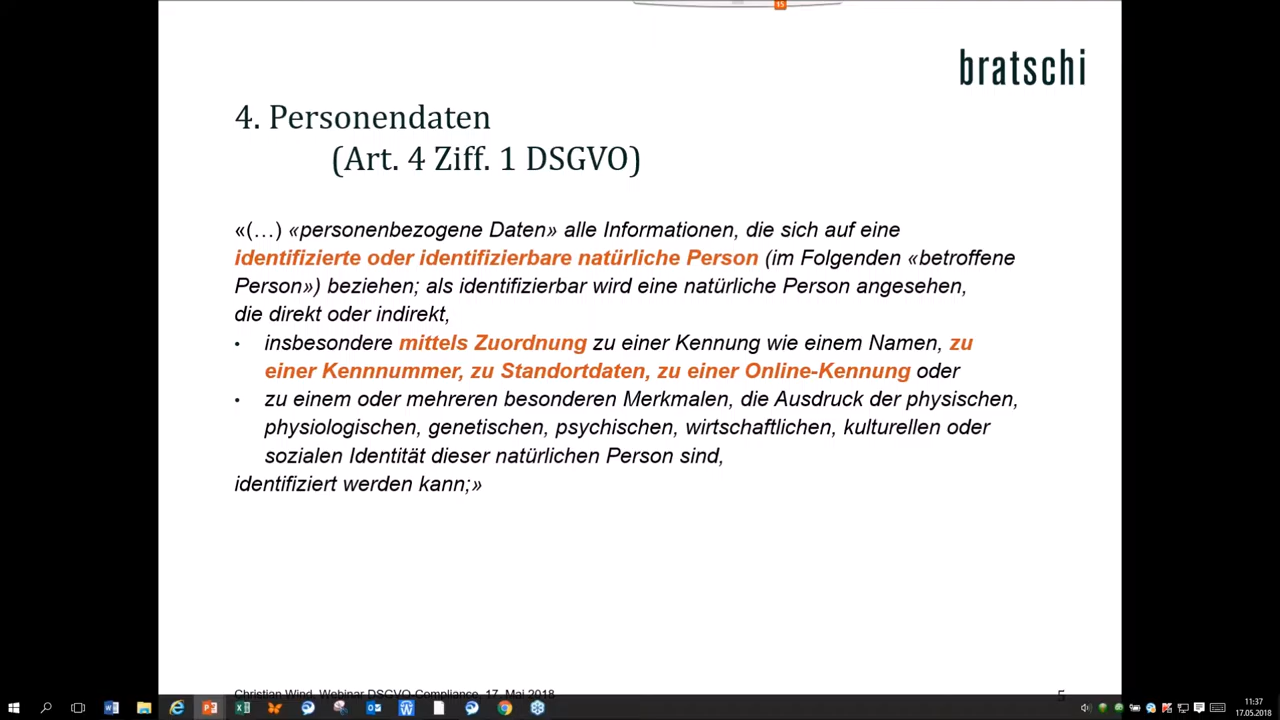 15
bratschi
4. Personendaten
(Art. 4 Ziff. 1 DSGVO)
«(…) «personenbezogene Daten» alle Informationen, die sich auf eine
identifizierte oder identifizierbare natürliche Person (im Folgenden «betroffene
Person») beziehen; als identifizierbar wird eine natürliche Person angesehen,
die direkt oder indirekt,
• insbesondere mittels Zuordnung zu einer Kennung wie einem Namen, zu
einer Kennnummer, zu Standortdaten, zu einer Online-Kennung oder
• zu einem oder mehreren besonderen Merkmalen, die Ausdruck der physischen,
physiologischen, genetischen, psychischen, wirtschaftlichen, kulturellen oder
sozialen Identität dieser natürlichen Person sind,
identifiziert werden kann;»
Christian Wind, Webinar DSGVO-Compliance, 17. Mai 2018
5
11:37
17.05.2018